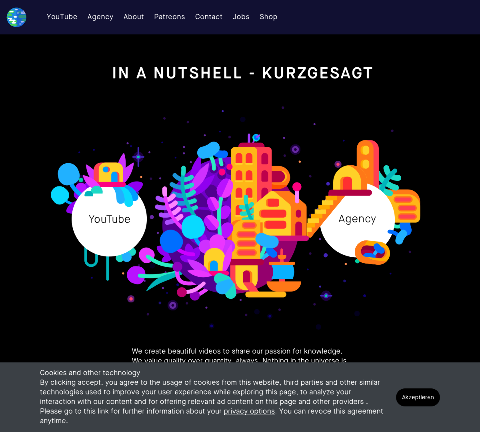 YouTube Agency About Patreons Contact Jobs Shop
IN A NUTSHELL - KURZGESAGT
YouTube
Agency
We create beautiful videos to share our passion for knowledge.
We value quality over quantity, always. Nothing in the universe is
Cookies and other technology
By clicking accept, you agree to the usage of cookies from this website, third parties and other similar
technologies used to improve your user experience while exploring this page, to analyze your
interaction with our content and for offering relevant ad content on this page and other providers .
Please go to this link for further information about your privacy options. You can revoce this agreement
anytime.
Akzeptieren